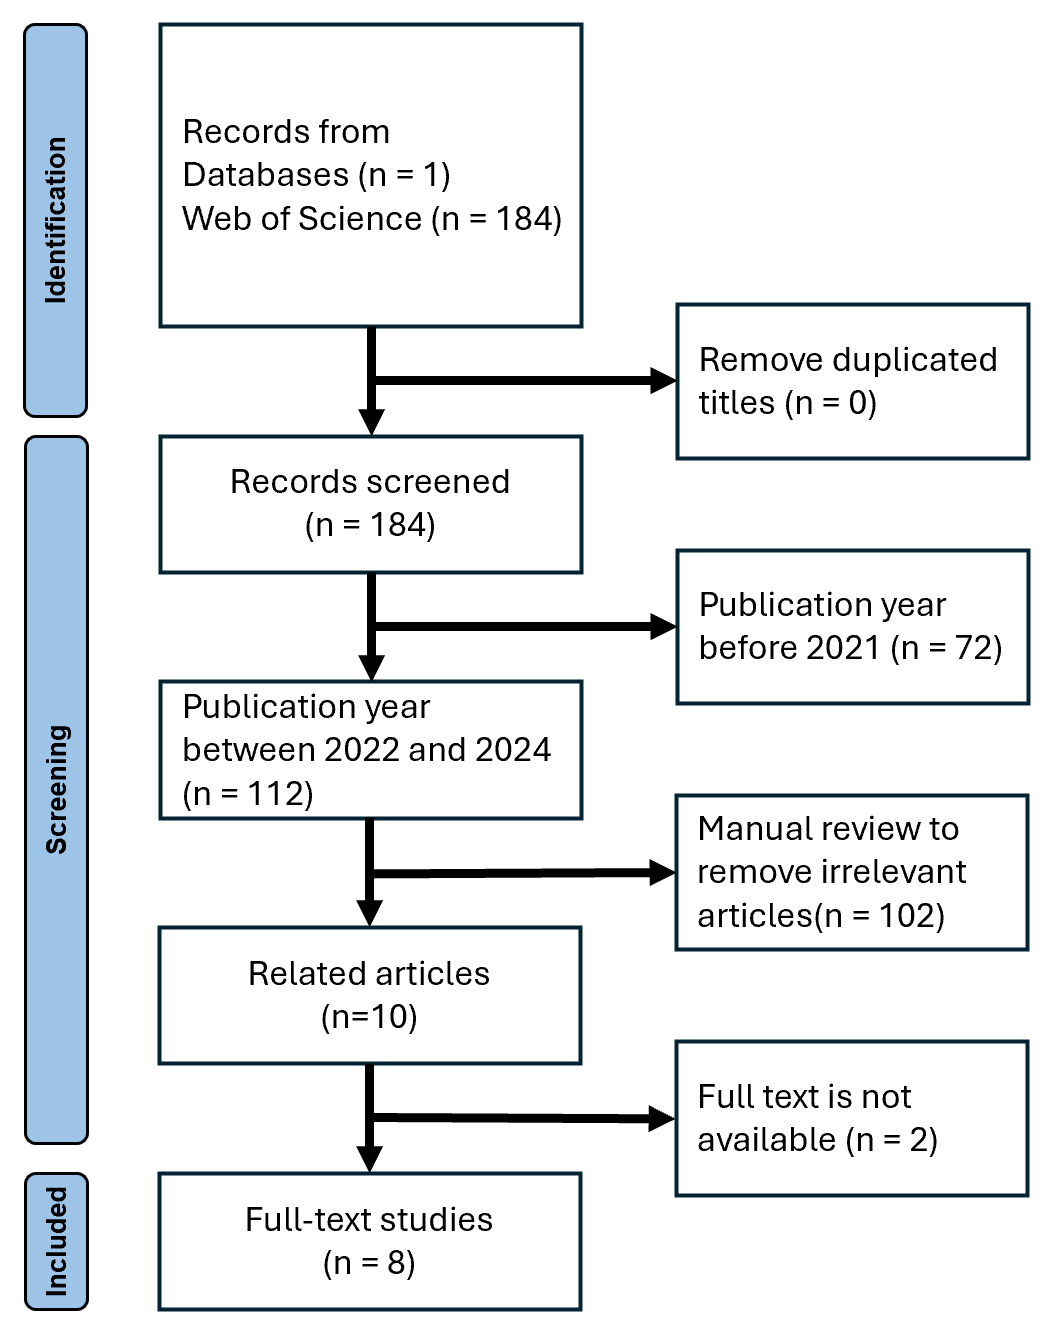 Identification
Records from
Databases (n = 1)
Web of Science (n = 184)
Remove duplicated
titles (n = 0)
Screening
Records screened
(n = 184)
Publication year
before 2021 (n = 72)
Publication year
between 2022 and 2024
(n = 112)
Manual review to
remove irrelevant
articles(n = 102)
Related articles
(n=10)
Full text is not
available (n = 2)
Included
Full-text studies
(n = 8)